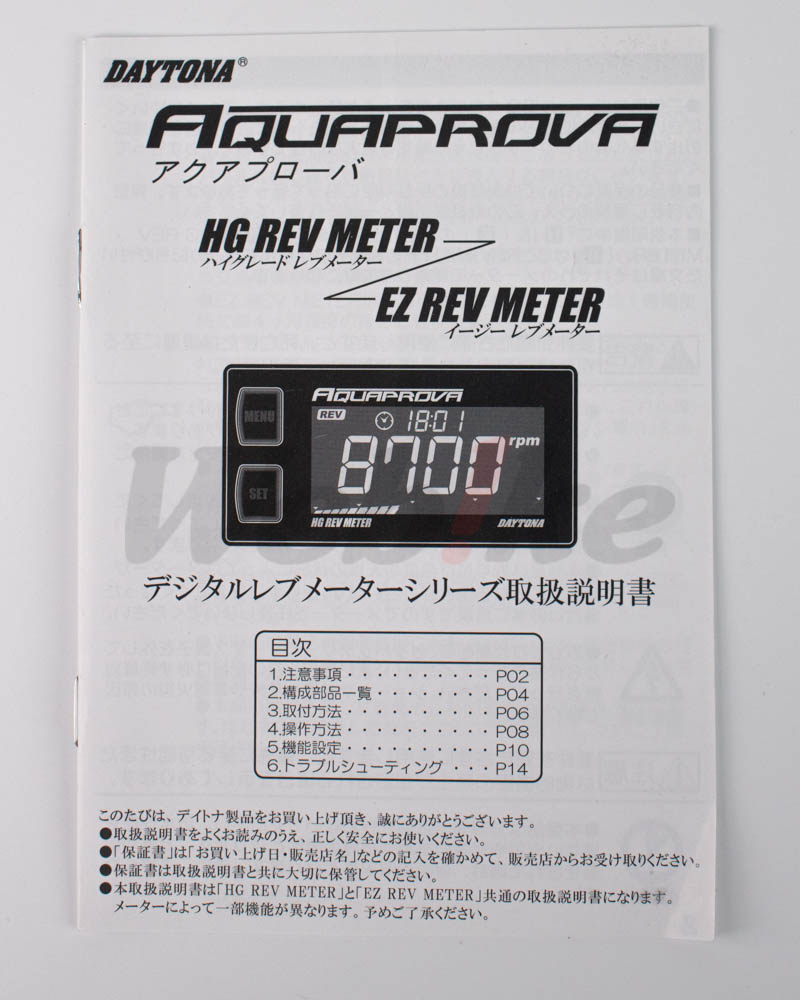 DAYTONA®
AQUAPROVA
アクアプローバ
HG REV METER
ハイグレード レブメーター
EZ REV METER
イージー レブメーター
AQUAPROVA
MENU
REV 18:01
8700 rpm
SET
HG REV METER DAYTONA
Webike
デジタルレブメーターシリーズ取扱説明書
目次
1.注意事項・・・・・・・・・・P02
2.構成部品一覧・・・・・・・・P04
3.取付方法・・・・・・・・・・P06
4.操作方法・・・・・・・・・・P08
5.機能設定・・・・・・・・・・P10
6.トラブルシューティング・・・P14
このたびは、デイトナ製品をお買い上げ頂き、誠にありがとうございます。
●取扱説明書をよくお読みのうえ、正しく安全にお使いください。
●「保証書」は「お買い上げ日・販売店名」などの記入を確かめて、販売店からお受け取りください。
●保証書は取扱説明書と共に大切に保管してください。
●本取扱説明書は「HG REV METER」と「EZ REV METER」共通の取扱説明書になります。
メーターによって一部機能が異なります。予めご了承ください。